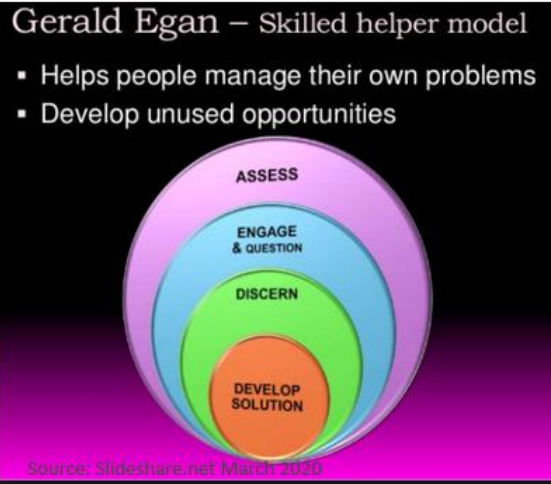 Gerald Egan – Skilled helper model
▪ Helps people manage their own problems
▪ Develop unused opportunities
ASSESS
ENGAGE
& QUESTION
DISCERN
DEVELOP
SOLUTION
Source: Slideshare.net March 2020